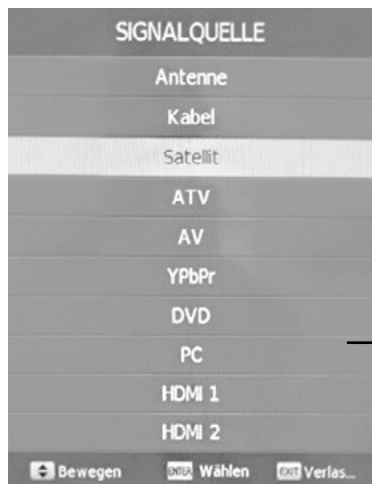 SIGNALQUELLE
Antenne
Kabel
Satellit
ATV
AV
YPbPr
DVD
PC
HDMI 1
HDMI 2
Bewegen ENTER Wählen EXIT Verlas...